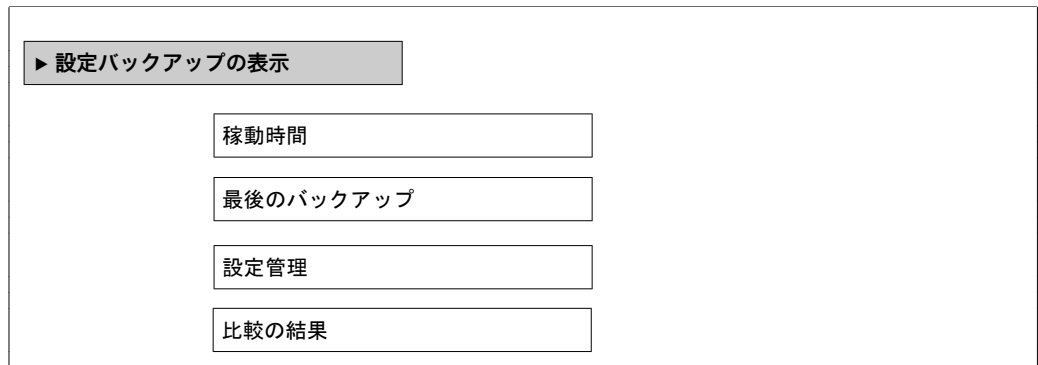 ▶ 設定バックアップの表示
稼動時間
最後のバックアップ
設定管理
比較の結果